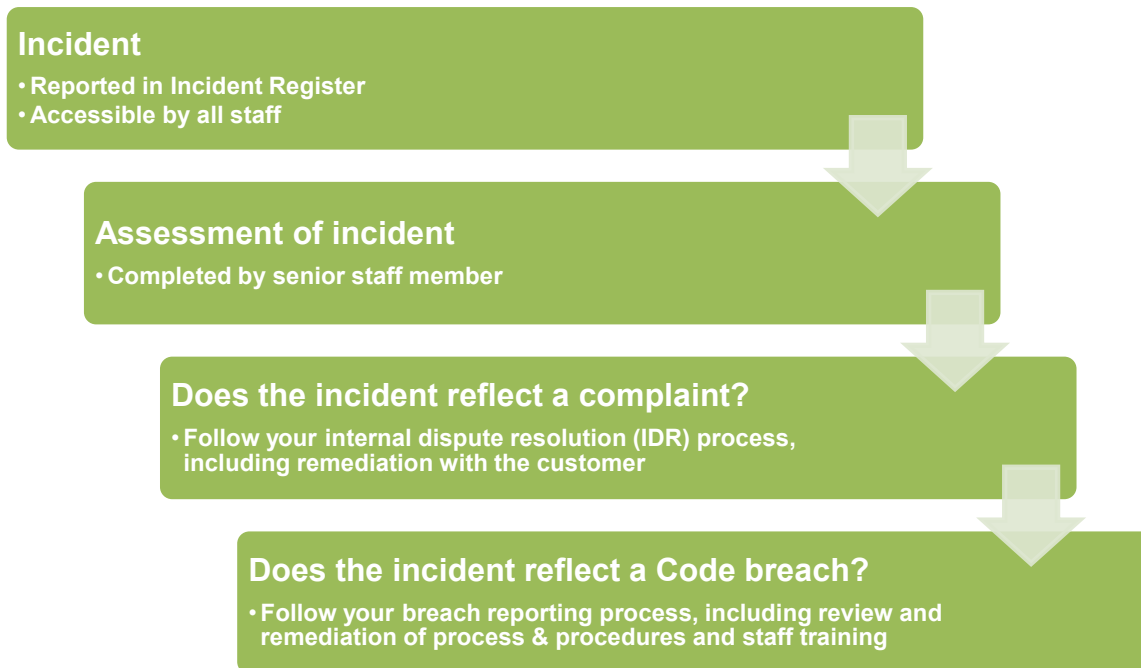 Incident
• Reported in Incident Register
• Accessible by all staff
Assessment of incident
• Completed by senior staff member
Does the incident reflect a complaint?
• Follow your internal dispute resolution (IDR) process,
including remediation with the customer
Does the incident reflect a Code breach?
• Follow your breach reporting process, including review and
remediation of process & procedures and staff training